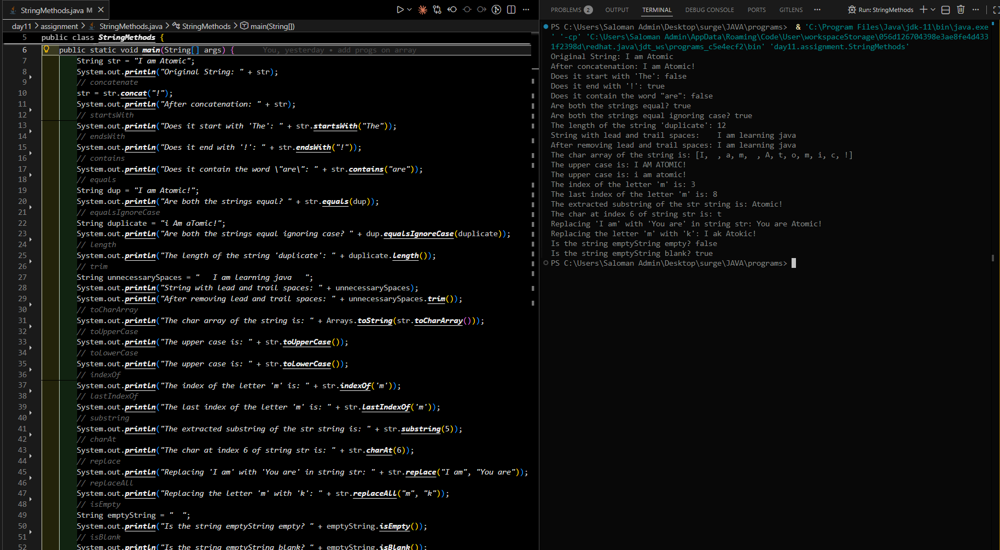 StringMethods.java M
day11 > assignment > StringMethods.java > StringMethods > main(String[])
5 public class StringMethods {
6 public static void main(String[] args) { You, yesterday • add progs on array
7 String str = "I am Atomic";
8 System.out.println("Original String: " + str);
9 // concatenate
10 str = str.concat("!");
11 System.out.println("After concatenation: " + str);
12 // startsWith
13 System.out.println("Does it start with 'The': " + str.startsWith("The"));
14 // endsWith
15 System.out.println("Does it end with '!': " + str.endsWith("!"));
16 // contains
17 System.out.println("Does it contain the word \"are\": " + str.contains("are"));
18 // equals
19 String dup = "I am Atomic!";
20 System.out.println("Are both the strings equal? " + str.equals(dup));
21 // equalsIgnoreCase
22 String duplicate = "i Am aTomic!";
23 System.out.println("Are both the strings equal ignoring case? " + dup.equalsIgnoreCase(duplicate));
24 // length
25 System.out.println("The length of the string 'duplicate': " + duplicate.length());
26 // trim
27 String unnecessarySpaces = "   I am learning java   ";
28 System.out.println("String with lead and trail spaces: " + unnecessarySpaces);
29 System.out.println("After removing lead and trail spaces: " + unnecessarySpaces.trim());
30 // toCharArray
31 System.out.println("The char array of the string is: " + Arrays.toString(str.toCharArray()));
32 // toUpperCase
33 System.out.println("The upper case is: " + str.toUpperCase());
34 // toLowerCase
35 System.out.println("The upper case is: " + str.toLowerCase());
36 // indexOf
37 System.out.println("The index of the letter 'm' is: " + str.indexOf('m'));
38 // lastIndexOf
39 System.out.println("The last index of the letter 'm' is: " + str.lastIndexOf('m'));
40 // substring
41 System.out.println("The extracted substring of the str string is: " + str.substring(5));
42 // charAt
43 System.out.println("The char at index 6 of string str is: " + str.charAt(6));
44 // replace
45 System.out.println("Replacing 'I am' with 'You are' in string str: " + str.replace("I am", "You are"));
46 // replaceAll
47 System.out.println("Replacing the letter 'm' with 'k': " + str.replaceAll("m", "k"));
48 // isEmpty
49 String emptyString = "  ";
50 System.out.println("Is the string emptyString empty? " + emptyString.isEmpty());
51 // isBlank
52 System.out.println("Is the string emptyString blank? " + emptyString.isBlank());
PROBLEMS 2 OUTPUT TERMINAL DEBUG CONSOLE PORTS GITLENS ··· Run: StringMethods
PS C:\Users\Saloman Admin\Desktop\surge\JAVA\programs>  & 'C:\Program Files\Java\jdk-11\bin\java.exe
' '-cp' 'C:\Users\Saloman Admin\AppData\Roaming\Code\User\workspaceStorage\056d126704398e3ae8fe4d433
1f2398d\redhat.java\jdt_ws\programs_c5e4ecf2\bin' 'day11.assignment.StringMethods'
Original String: I am Atomic
After concatenation: I am Atomic!
Does it start with 'The': false
Does it end with '!': true
Does it contain the word "are": false
Are both the strings equal? true
Are both the strings equal ignoring case? true
The length of the string 'duplicate': 12
String with lead and trail spaces:    I am learning java
After removing lead and trail spaces: I am learning java
The char array of the string is: [I,  , a, m,  , A, t, o, m, i, c, !]
The upper case is: I AM ATOMIC!
The upper case is: i am atomic!
The index of the letter 'm' is: 3
The last index of the letter 'm' is: 8
The extracted substring of the str string is: Atomic!
The char at index 6 of string str is: t
Replacing 'I am' with 'You are' in string str: You are Atomic!
Replacing the letter 'm' with 'k': I ak Atokic!
Is the string emptyString empty? false
Is the string emptyString blank? true
PS C:\Users\Saloman Admin\Desktop\surge\JAVA\programs>